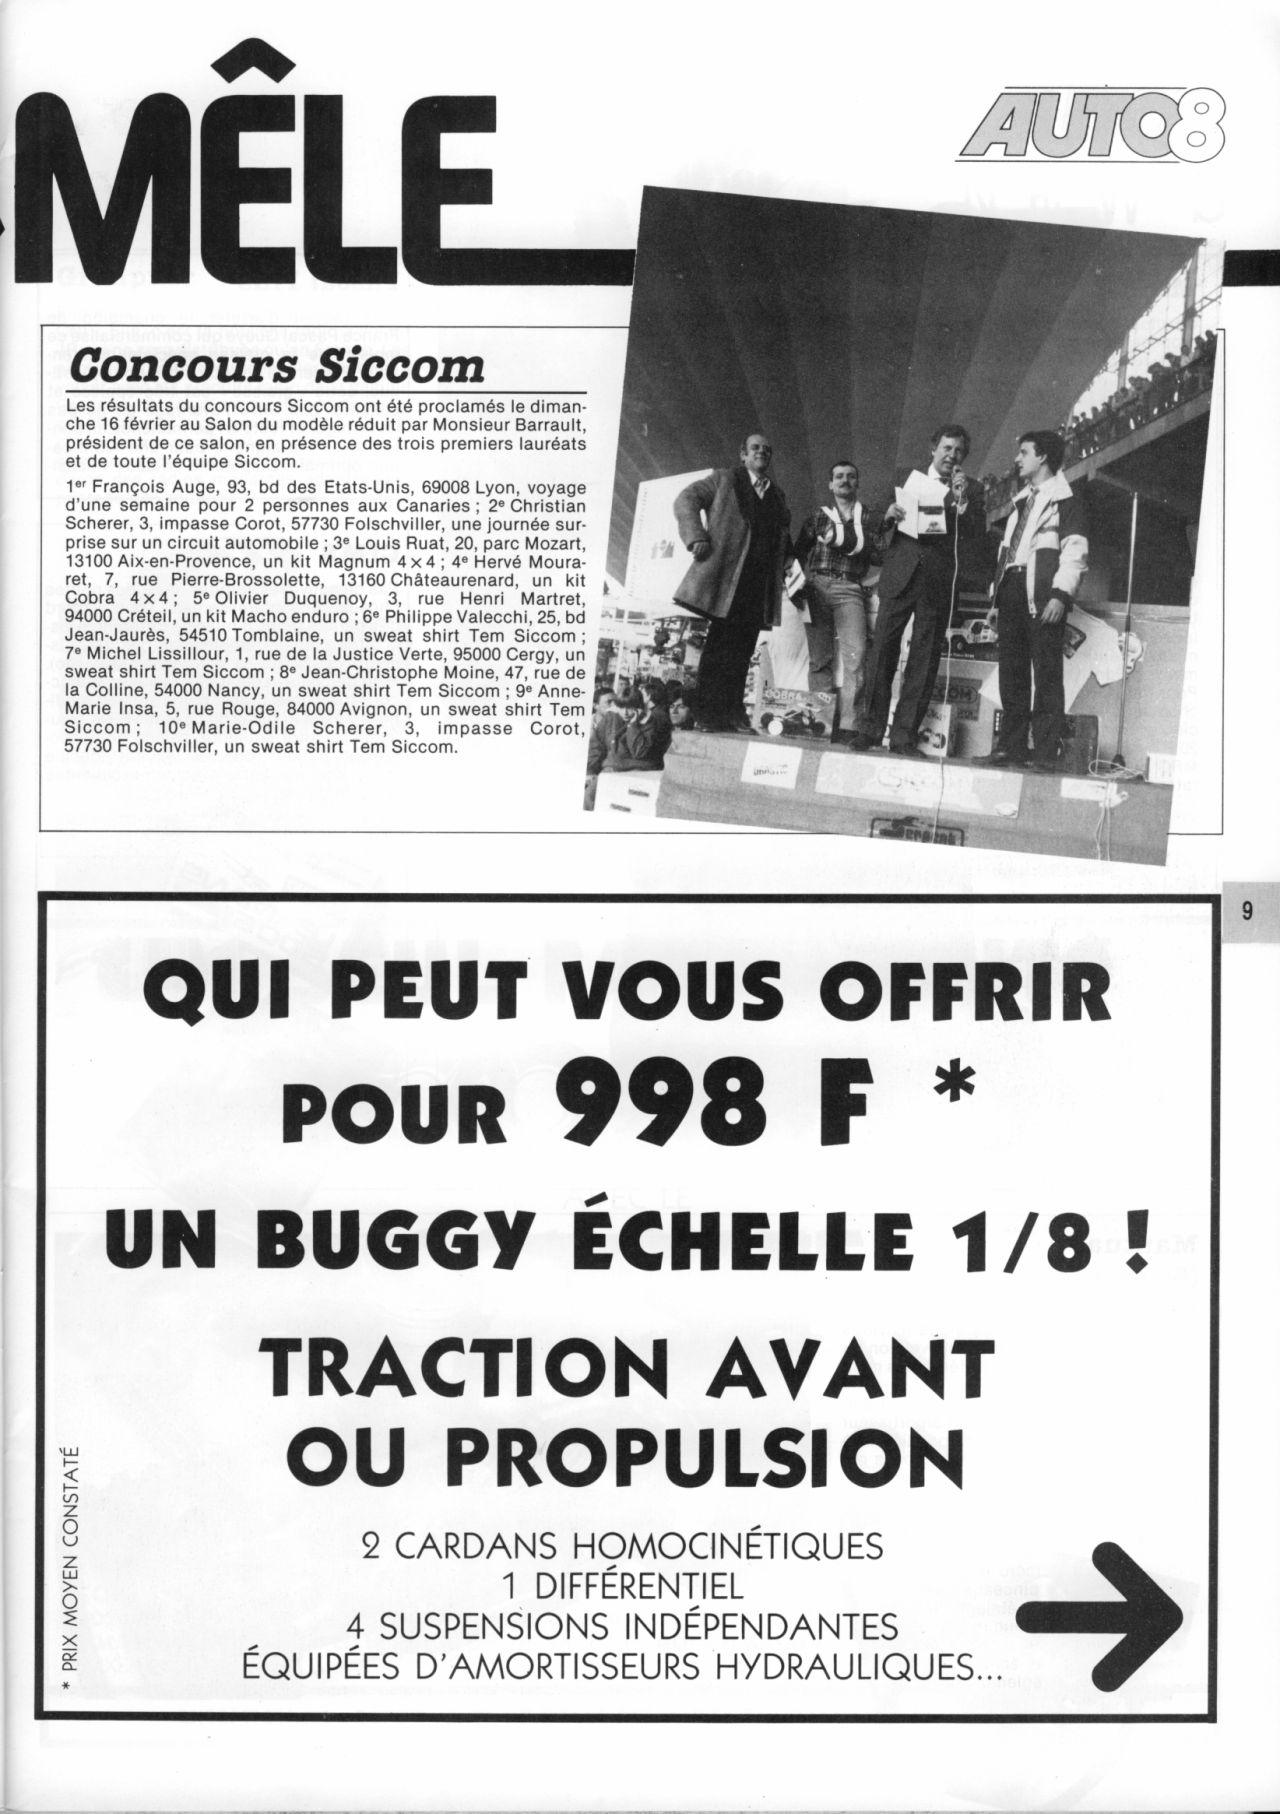 MÊLE
AUTO8
Concours Siccom
Les résultats du concours Siccom ont été proclamés le diman-
che 16 février au Salon du modèle réduit par Monsieur Barrault,
président de ce salon, en présence des trois premiers lauréats
et de toute l'équipe Siccom.
1er François Auge, 93, bd des Etats-Unis, 69008 Lyon, voyage
d'une semaine pour 2 personnes aux Canaries ; 2e Christian
Scherer, 3, impasse Corot, 57730 Folschviller, une journée sur-
prise sur un circuit automobile ; 3e Louis Ruat, 20, parc Mozart,
13100 Aix-en-Provence, un kit Magnum 4×4 ; 4e Hervé Moura-
ret, 7, rue Pierre-Brossolette, 13160 Châteaurenard, un kit
Cobra 4×4 ; 5e Olivier Duquenoy, 3, rue Henri Martret,
94000 Créteil, un kit Macho enduro ; 6e Philippe Valecchi, 25, bd
Jean-Jaurès, 54510 Tomblaine, un sweat shirt Tem Siccom ;
7e Michel Lissillour, 1, rue de la Justice Verte, 95000 Cergy, un
sweat shirt Tem Siccom ; 8e Jean-Christophe Moine, 47, rue de
la Colline, 54000 Nancy, un sweat shirt Tem Siccom ; 9e Anne-
Marie Insa, 5, rue Rouge, 84000 Avignon, un sweat shirt Tem
Siccom ; 10e Marie-Odile Scherer, 3, impasse Corot,
57730 Folschviller, un sweat shirt Tem Siccom.
COBRA
9
QUI PEUT VOUS OFFRIR
POUR 998 F *
UN BUGGY ÉCHELLE 1/8 !
TRACTION AVANT
OU PROPULSION
2 CARDANS HOMOCINÉTIQUES
1 DIFFÉRENTIEL
4 SUSPENSIONS INDÉPENDANTES
ÉQUIPÉES D'AMORTISSEURS HYDRAULIQUES...
* PRIX MOYEN CONSTATÉ